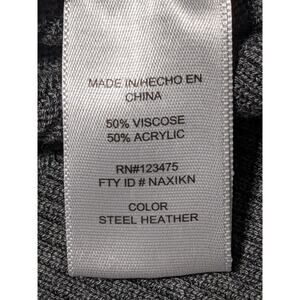 MADE IN/HECHO EN
CHINA
50% VISCOSE
50% ACRYLIC
RN#123475
FTY ID # NAXIKN
COLOR
STEEL HEATHER